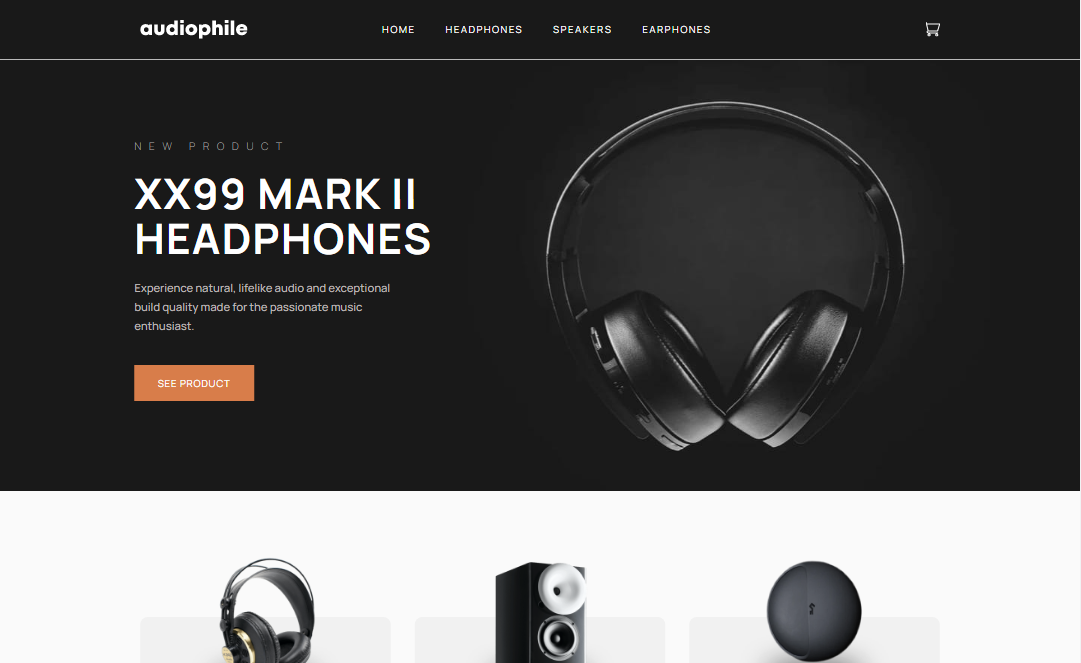 audiophile
HOME HEADPHONES SPEAKERS EARPHONES
NEW PRODUCT
XX99 MARK II
HEADPHONES
Experience natural, lifelike audio and exceptional
build quality made for the passionate music
enthusiast.
SEE PRODUCT